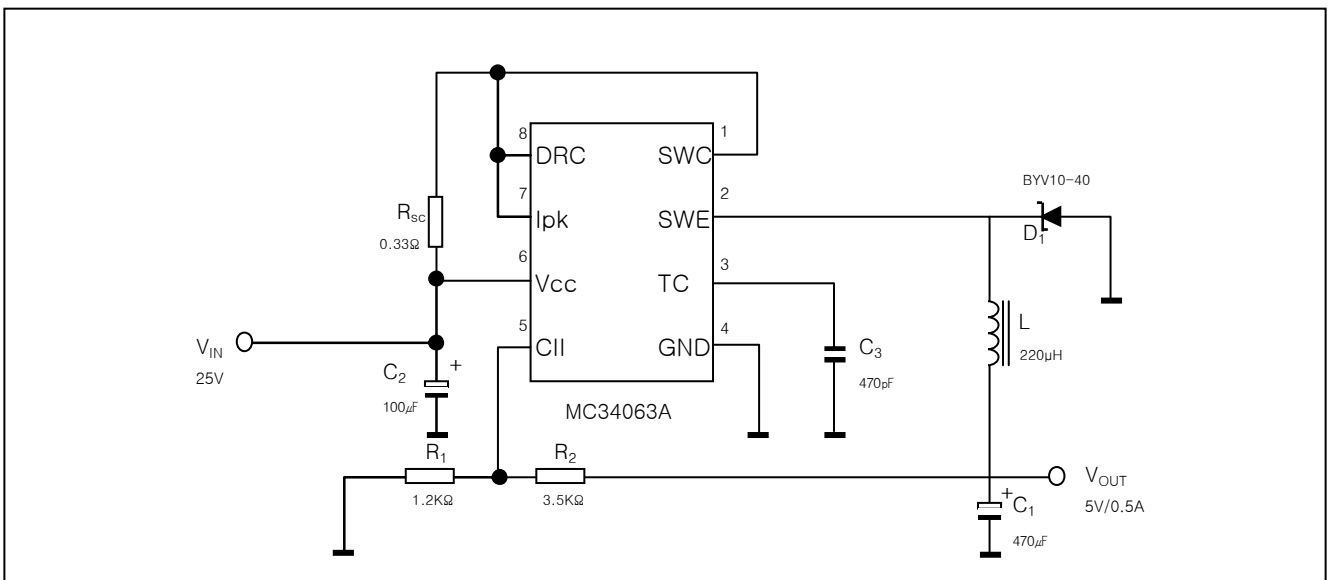 8
DRC
7
Ipk
6
Vcc
5
CII
1
SWC
2
SWE
3
TC
4
GND
MC34063A
Rsc
0.33Ω
VIN
25V
C2
+
100μF
R1
1.2KΩ
R2
3.5KΩ
BYV10-40
D1
L
220μH
C3
470pF
VOUT
5V/0.5A
+
C1
470μF